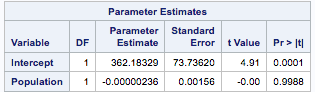 Parameter Estimates
Variable DF Parameter Estimate Standard Error t Value Pr > |t|
Intercept 1 362.18329 73.73620 4.91 0.0001
Population 1 -0.00000236 0.00156 -0.00 0.9988